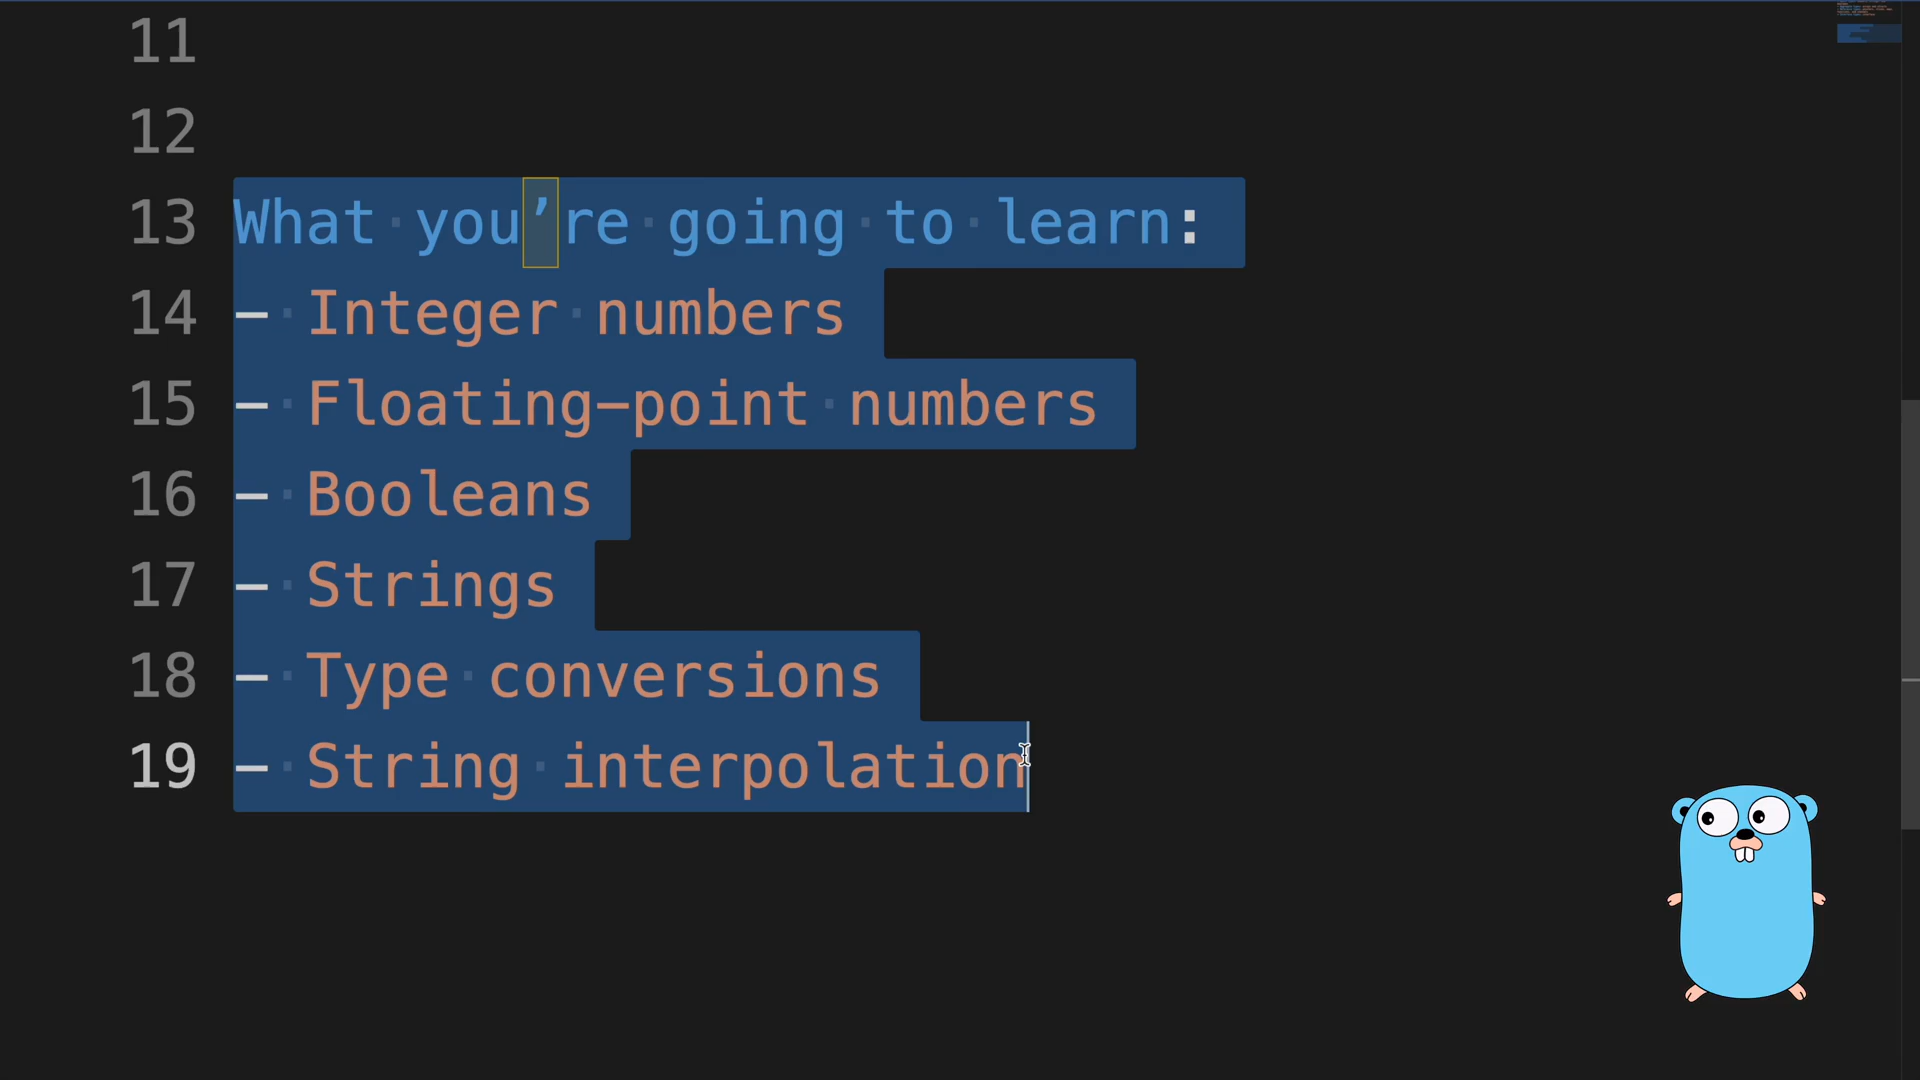 11
12
13 What you’re going to learn:
14 - Integer numbers
15 - Floating-point numbers
16 - Booleans
17 - Strings
18 - Type conversions
19 - String interpolation